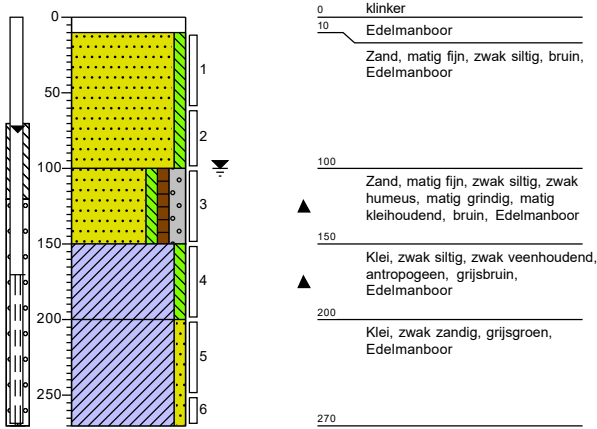 0
50
100
150
200
250
1
2
3
4
5
6
0
klinker
10
Edelmanboor
Zand, matig fijn, zwak siltig, bruin,
Edelmanboor
100
Zand, matig fijn, zwak siltig, zwak
humeus, matig grindig, matig
kleihoudend, bruin, Edelmanboor
150
Klei, zwak siltig, zwak veenhoudend,
antropogeen, grijsbruin,
Edelmanboor
200
Klei, zwak zandig, grijsgroen,
Edelmanboor
270